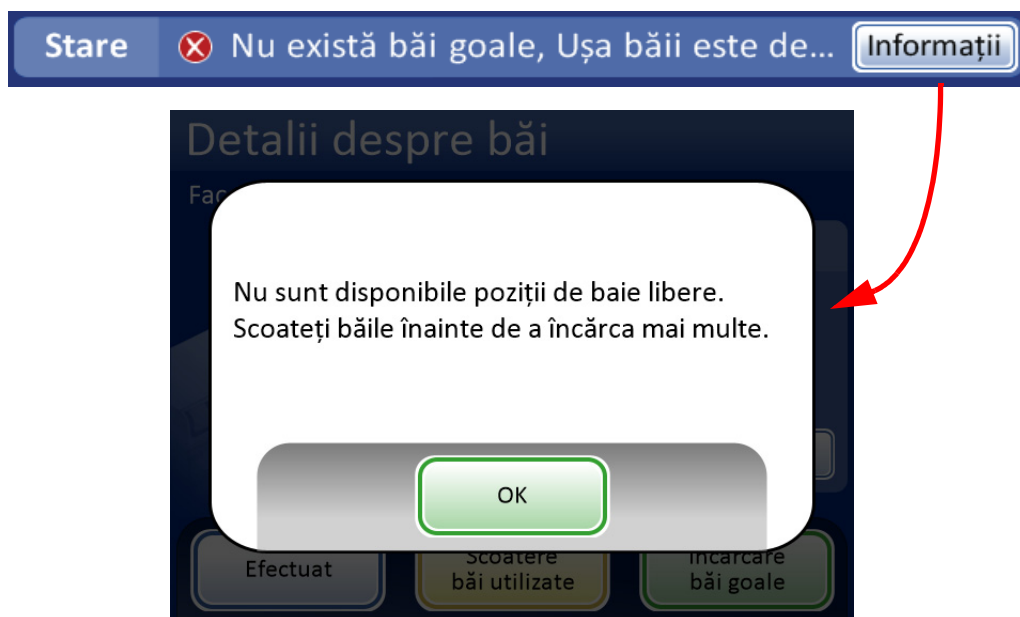 Stare Nu există băi goale, Ușa băii este de... Informații
Detalii despre băi
Fac
Nu sunt disponibile poziții de baie libere.
Scoateți băile înainte de a încărca mai multe.
OK
Efectuat
Scoatere
băi utilizate
Încărcare
băi goale